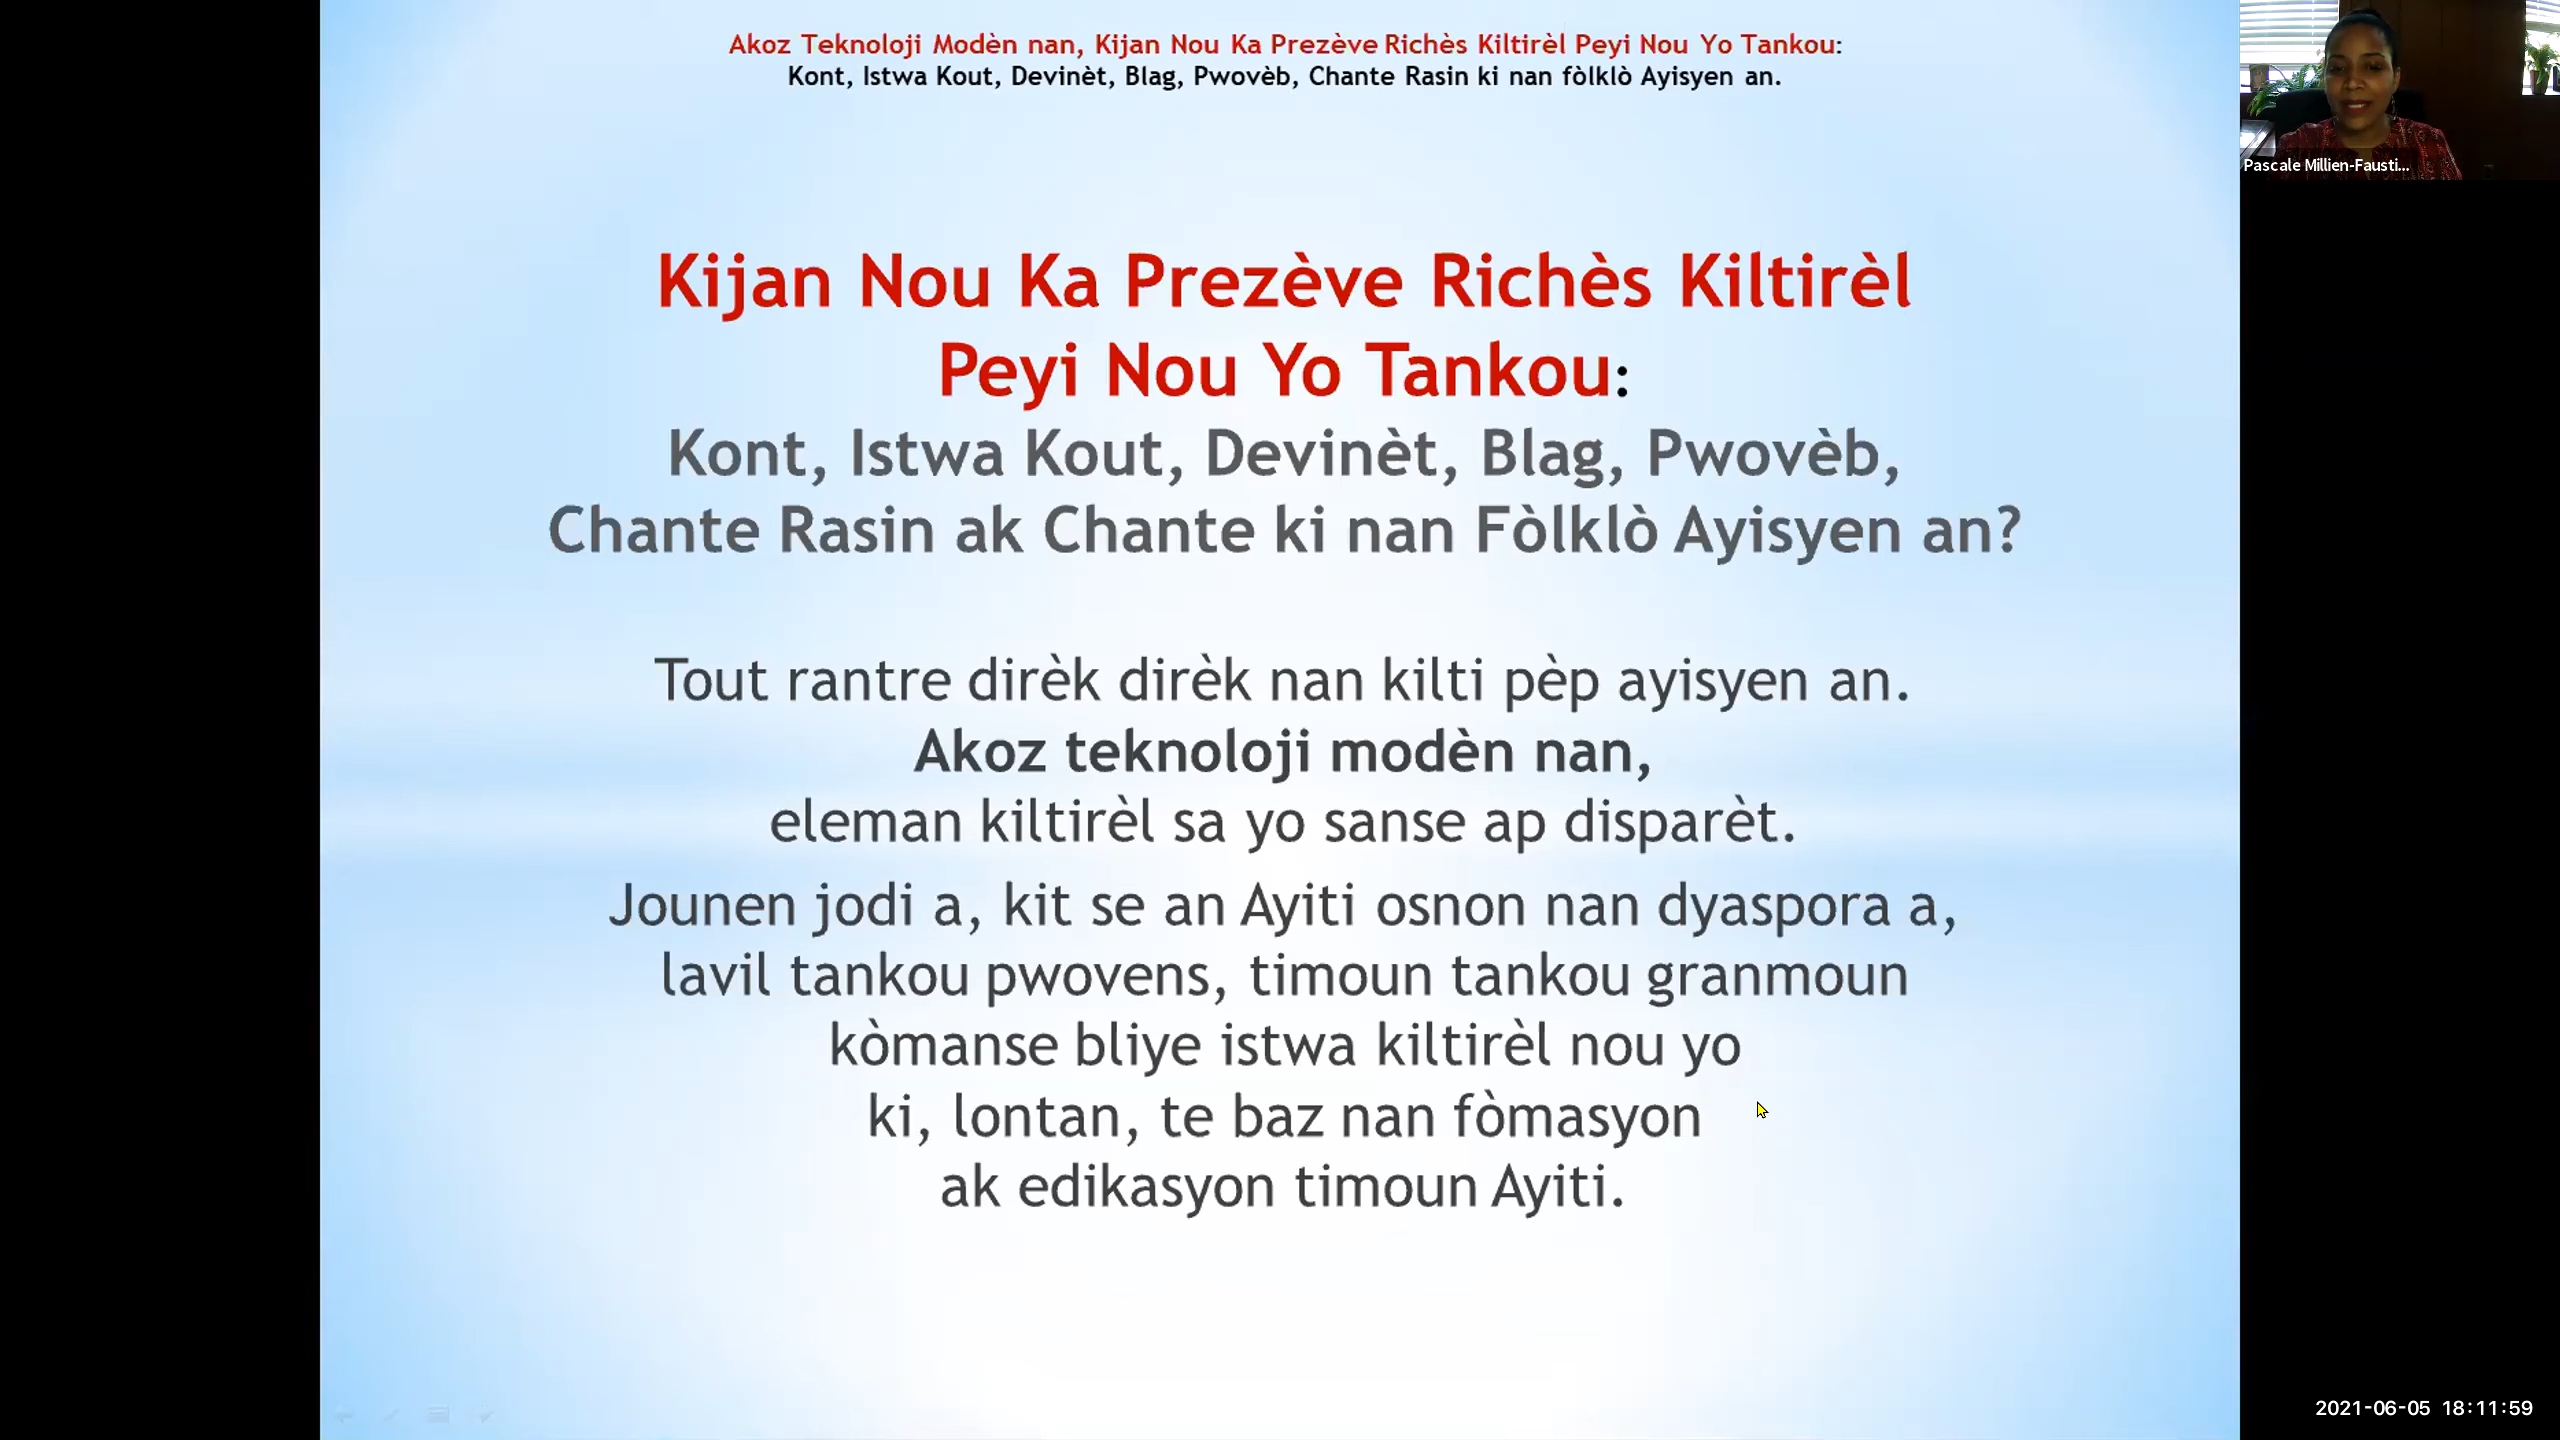 Akoz Teknoloji Modèn nan, Kijan Nou Ka Prezève Richès Kiltirèl Peyi Nou Yo Tankou:
Kont, Istwa Kout, Devinèt, Blag, Pwovèb, Chante Rasin ki nan fòlklò Ayisyen an.
Pascale Millien-Fausti...
Kijan Nou Ka Prezève Richès Kiltirèl
Peyi Nou Yo Tankou:
Kont, Istwa Kout, Devinèt, Blag, Pwovèb,
Chante Rasin ak Chante ki nan Fòlklò Ayisyen an?
Tout rantre dirèk dirèk nan kilti pèp ayisyen an.
Akoz teknoloji modèn nan,
eleman kiltirèl sa yo sanse ap disparèt.
Jounen jodi a, kit se an Ayiti osnon nan dyaspora a,
lavil tankou pwovens, timoun tankou granmoun
kòmanse bliye istwa kiltirèl nou yo
ki, lontan, te baz nan fòmasyon
ak edikasyon timoun Ayiti.
2021-06-05 18:11:59